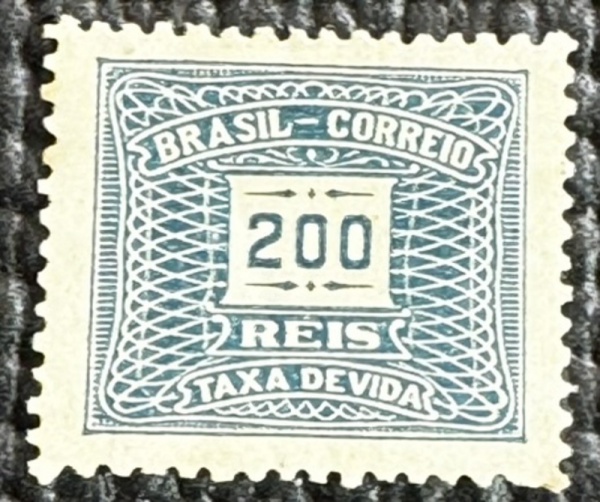 BRASIL - CORREIO
200
REIS
TAXA DEVIDA